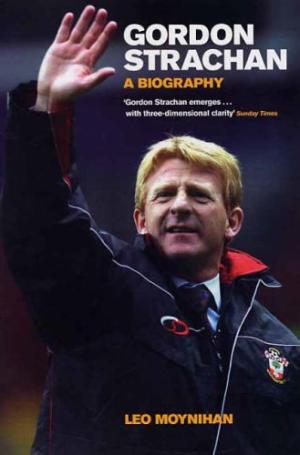 GORDON
STRACHAN
A BIOGRAPHY
'Gordon Strachan emerges . . .
with three-dimensional clarity' Sunday Times
LEO MOYNIHAN